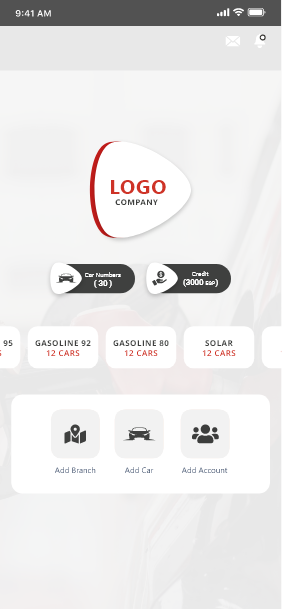 9:41 AM
LOGO
COMPANY
Car Numbers
( 30 )
Credit
(3000 EGP)
95
S
GASOLINE 92
12 CARS
GASOLINE 80
12 CARS
SOLAR
12 CARS
Add Branch
Add Car
Add Account